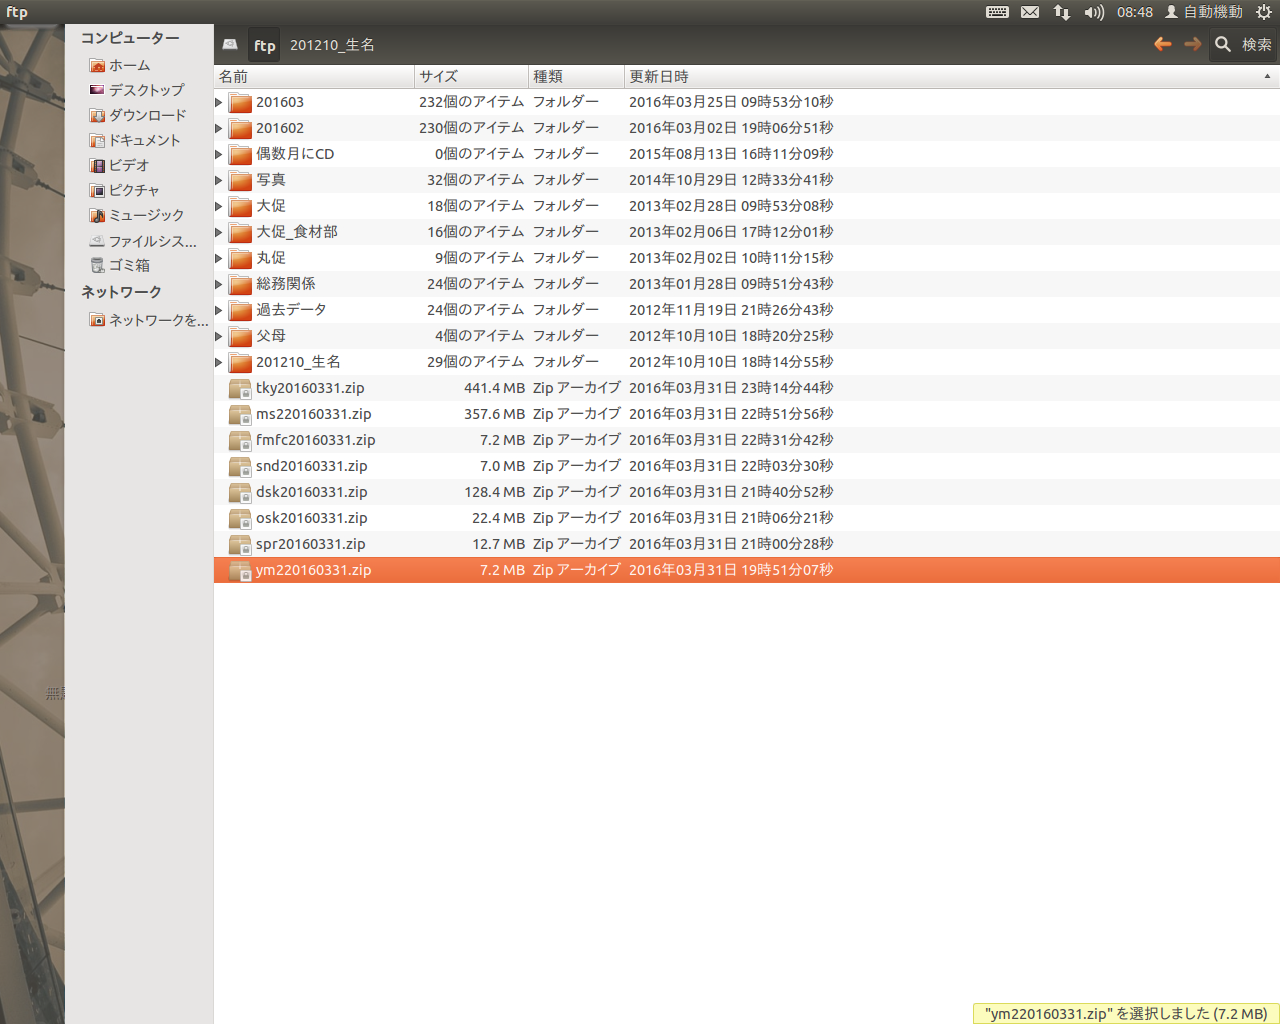 ftp
08:48 自動機動
コンピューター
ホーム
デスクトップ
ダウンロード
ドキュメント
ビデオ
ピクチャ
ミュージック
ファイルシス...
ゴミ箱
ネットワーク
ネットワークを...
ftp 201210_生名 検索
名前 サイズ 種類 更新日時
201603 232個のアイテム フォルダー 2016年03月25日 09時53分10秒
201602 230個のアイテム フォルダー 2016年03月02日 19時06分51秒
偶数月にCD 0個のアイテム フォルダー 2015年08月13日 16時11分09秒
写真 32個のアイテム フォルダー 2014年10月29日 12時33分41秒
大促 18個のアイテム フォルダー 2013年02月28日 09時53分08秒
大促_食材部 16個のアイテム フォルダー 2013年02月06日 17時12分01秒
丸促 9個のアイテム フォルダー 2013年02月02日 10時11分15秒
総務関係 24個のアイテム フォルダー 2013年01月28日 09時51分43秒
過去データ 24個のアイテム フォルダー 2012年11月19日 21時26分43秒
父母 4個のアイテム フォルダー 2012年10月10日 18時20分25秒
201210_生名 29個のアイテム フォルダー 2012年10月10日 18時14分55秒
tky20160331.zip 441.4 MB Zip アーカイブ 2016年03月31日 23時14分44秒
ms220160331.zip 357.6 MB Zip アーカイブ 2016年03月31日 22時51分56秒
fmfc20160331.zip 7.2 MB Zip アーカイブ 2016年03月31日 22時31分42秒
snd20160331.zip 7.0 MB Zip アーカイブ 2016年03月31日 22時03分30秒
dsk20160331.zip 128.4 MB Zip アーカイブ 2016年03月31日 21時40分52秒
osk20160331.zip 22.4 MB Zip アーカイブ 2016年03月31日 21時06分21秒
spr20160331.zip 12.7 MB Zip アーカイブ 2016年03月31日 21時00分28秒
ym220160331.zip 7.2 MB Zip アーカイブ 2016年03月31日 19時51分07秒
"ym220160331.zip" を選択しました (7.2 MB)